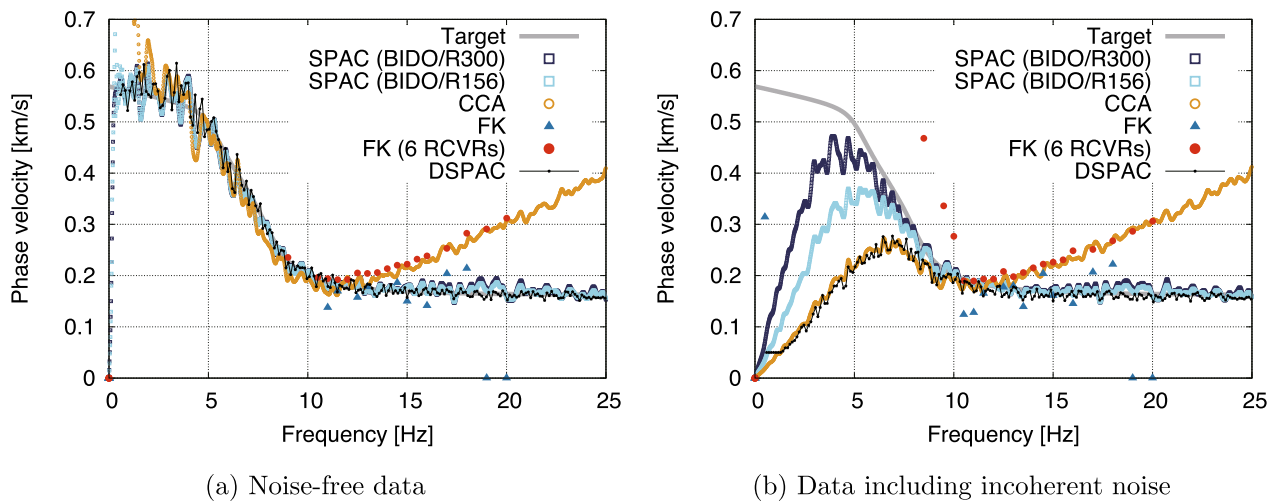 0.7
0.6
0.5
0.4
0.3
0.2
0.1
0
Phase velocity [km/s]
Target
SPAC (BIDO/R300)
SPAC (BIDO/R156)
CCA
FK
FK (6 RCVRs)
DSPAC
0 5 10 15 20 25
Frequency [Hz]
(a) Noise-free data
0.7
0.6
0.5
0.4
0.3
0.2
0.1
0
Phase velocity [km/s]
Target
SPAC (BIDO/R300)
SPAC (BIDO/R156)
CCA
FK
FK (6 RCVRs)
DSPAC
0 5 10 15 20 25
Frequency [Hz]
(b) Data including incoherent noise